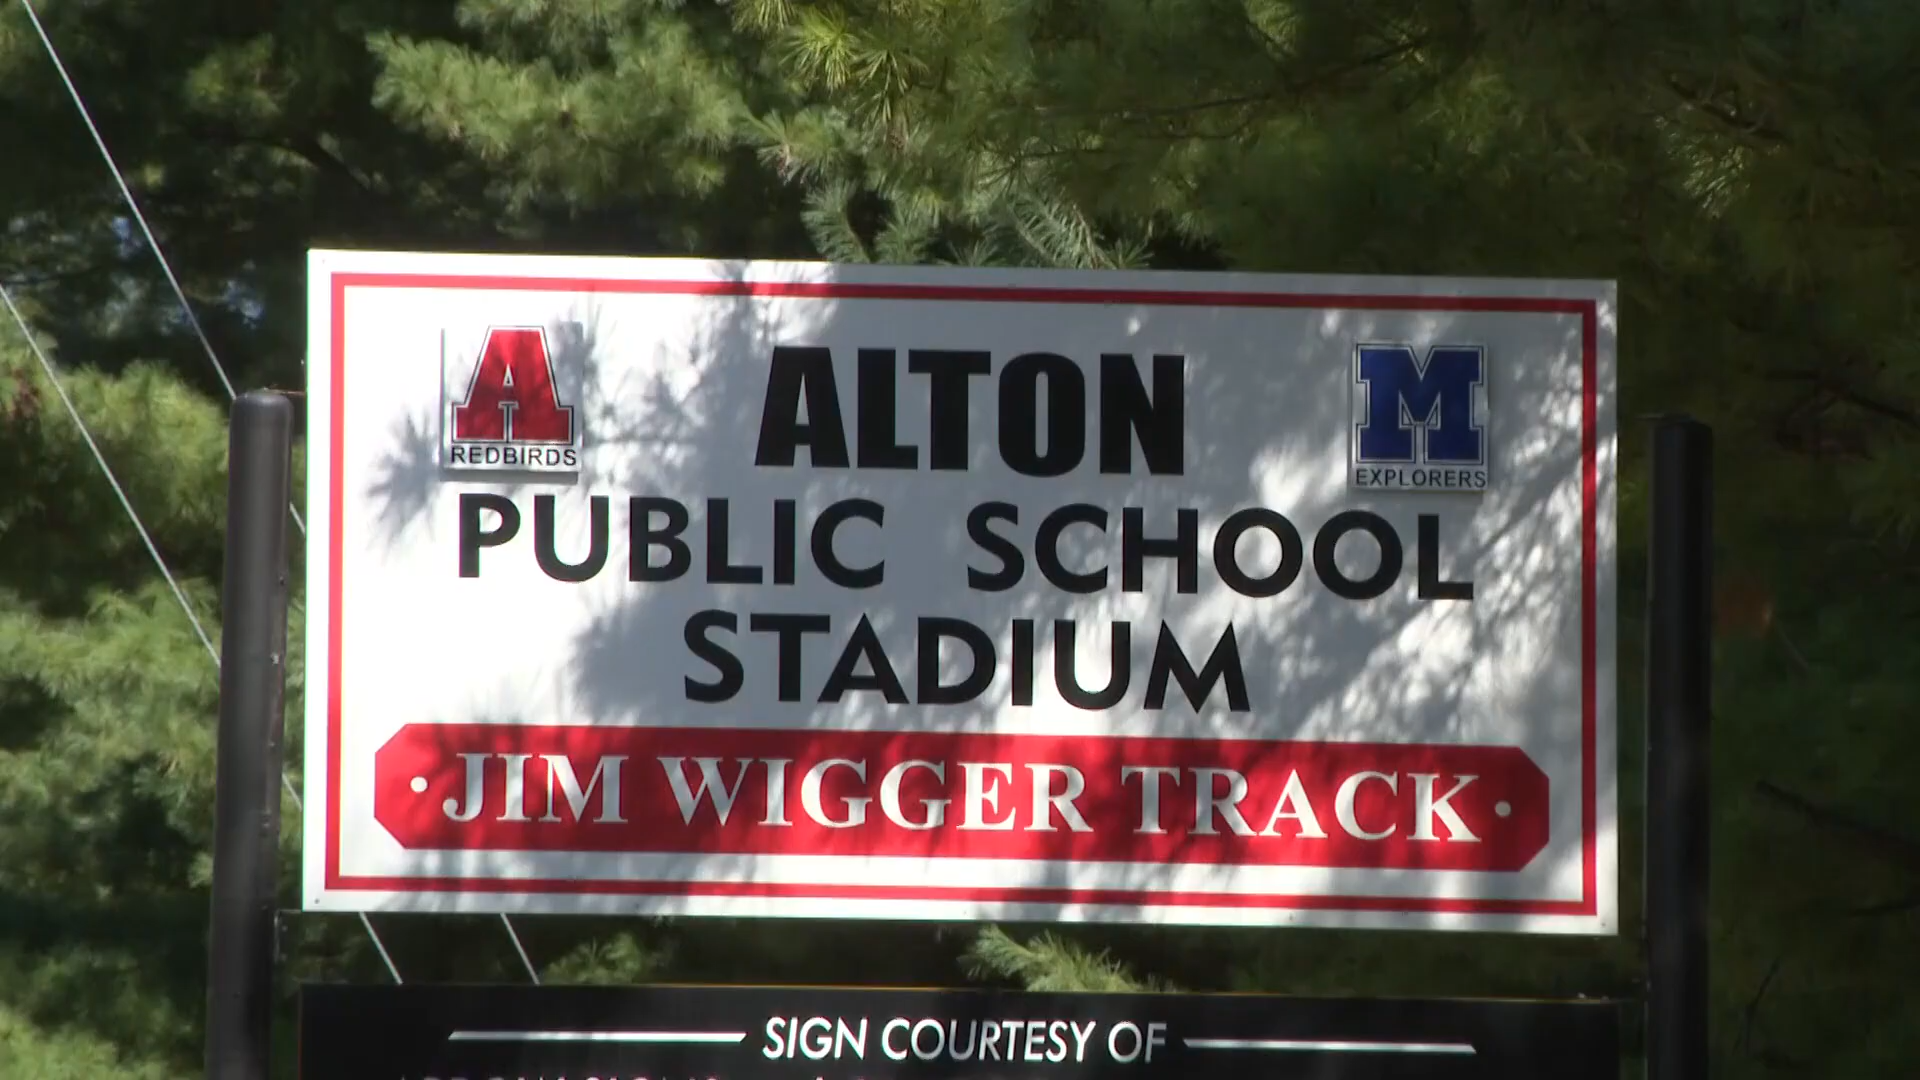 A
REDBIRDS
ALTON
M
EXPLORERS
PUBLIC SCHOOL
STADIUM
• JIM WIGGER TRACK •
SIGN COURTESY OF